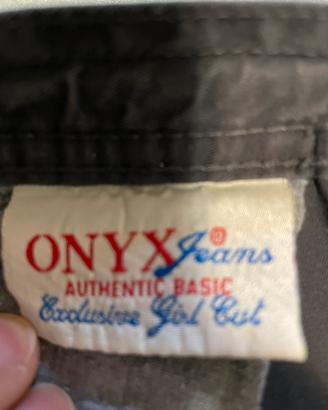 ONYX® Jeans
AUTHENTIC BASIC
Exclusive Girl Cut